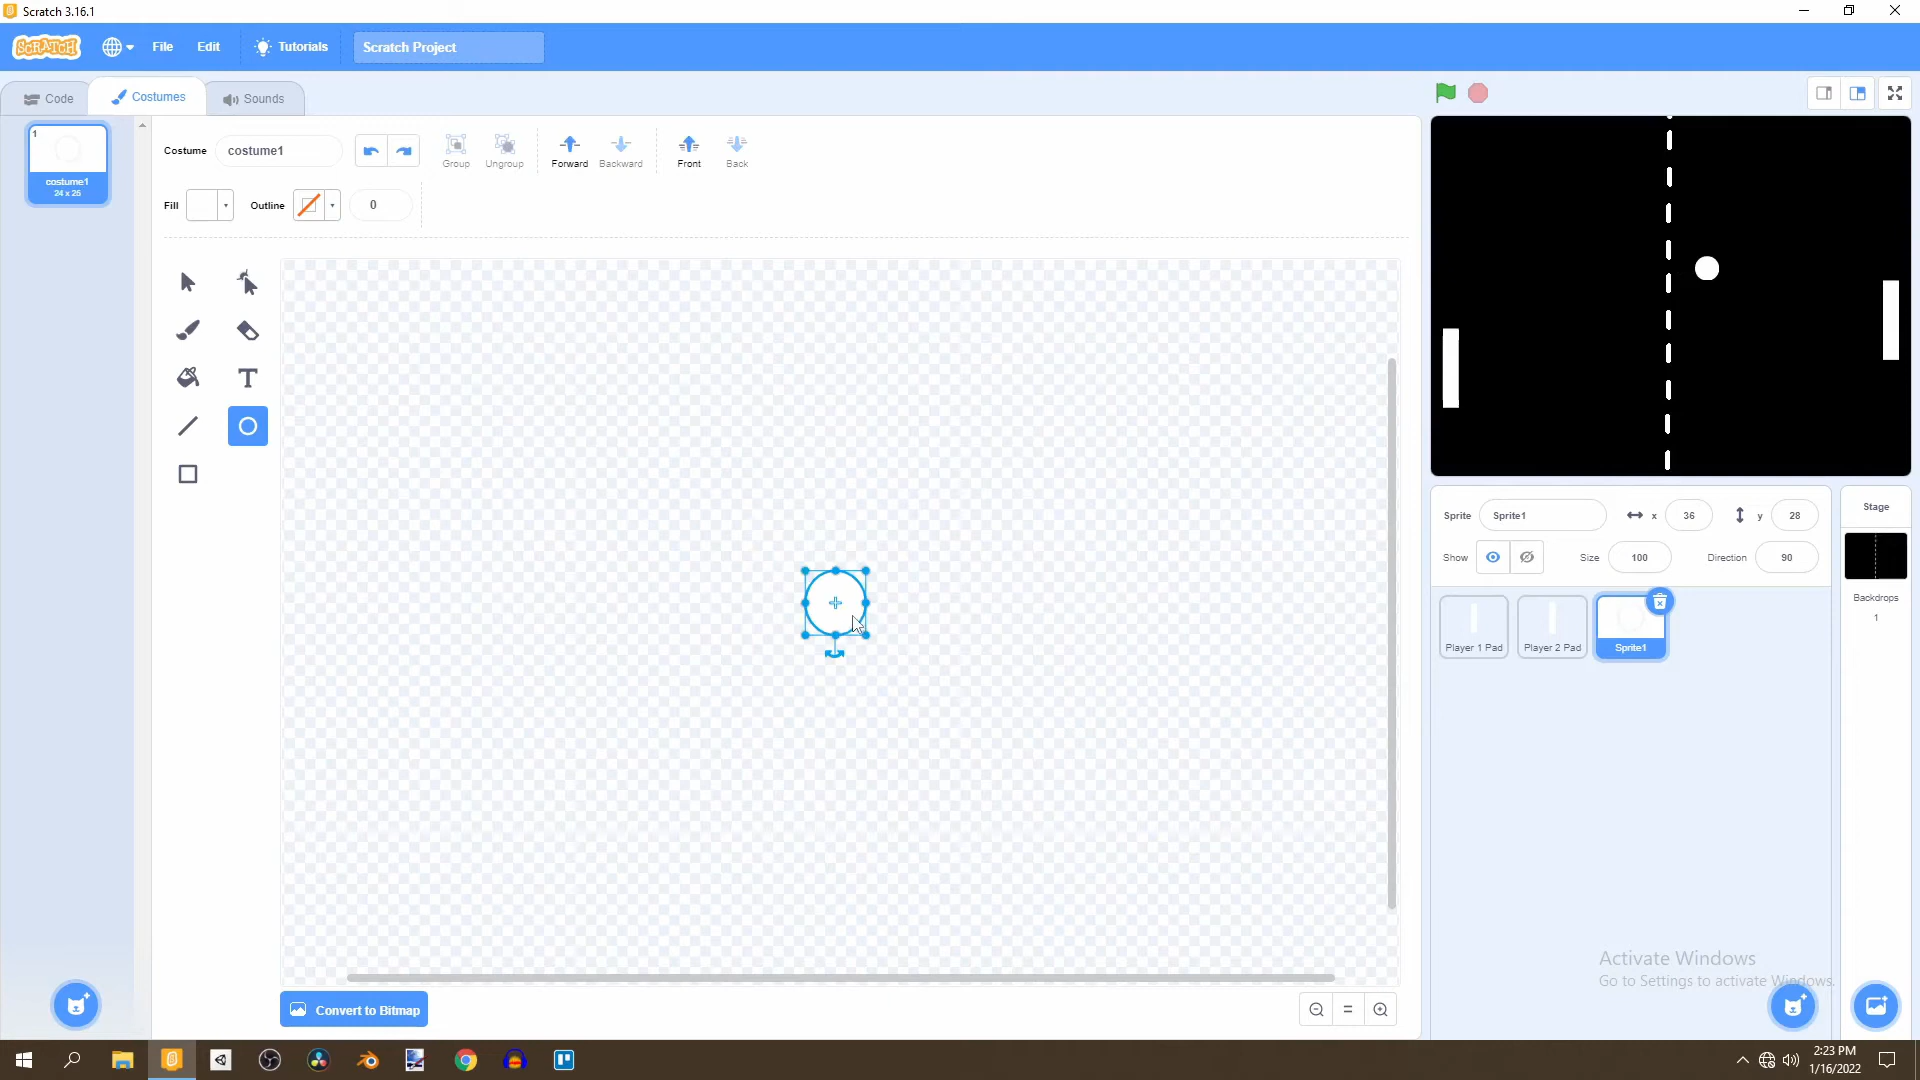 Scratch 3.16.1
SCRATCH
File
Edit
Tutorials
Scratch Project
Code
Costumes
Sounds
1
costume1
24 x 25
Costume
costume1
Group
Ungroup
Forward
Backward
Front
Back
Fill
Outline
0
T
Convert to Bitmap
Sprite
Sprite1
x
36
y
28
Show
Size
100
Direction
90
Player 1 Pad
Player 2 Pad
Sprite1
Stage
Backdrops
1
Activate Windows
Go to Settings to activate Windows.
2:23 PM
1/16/2022